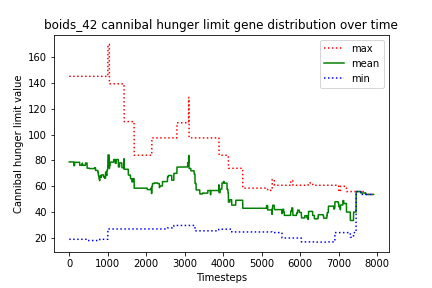 boids_42 cannibal hunger limit gene distribution over time
max
mean
min
Cannibal hunger limit value
160
140
120
100
80
60
40
20
0
1000
2000
3000
4000
5000
6000
7000
8000
Timesteps